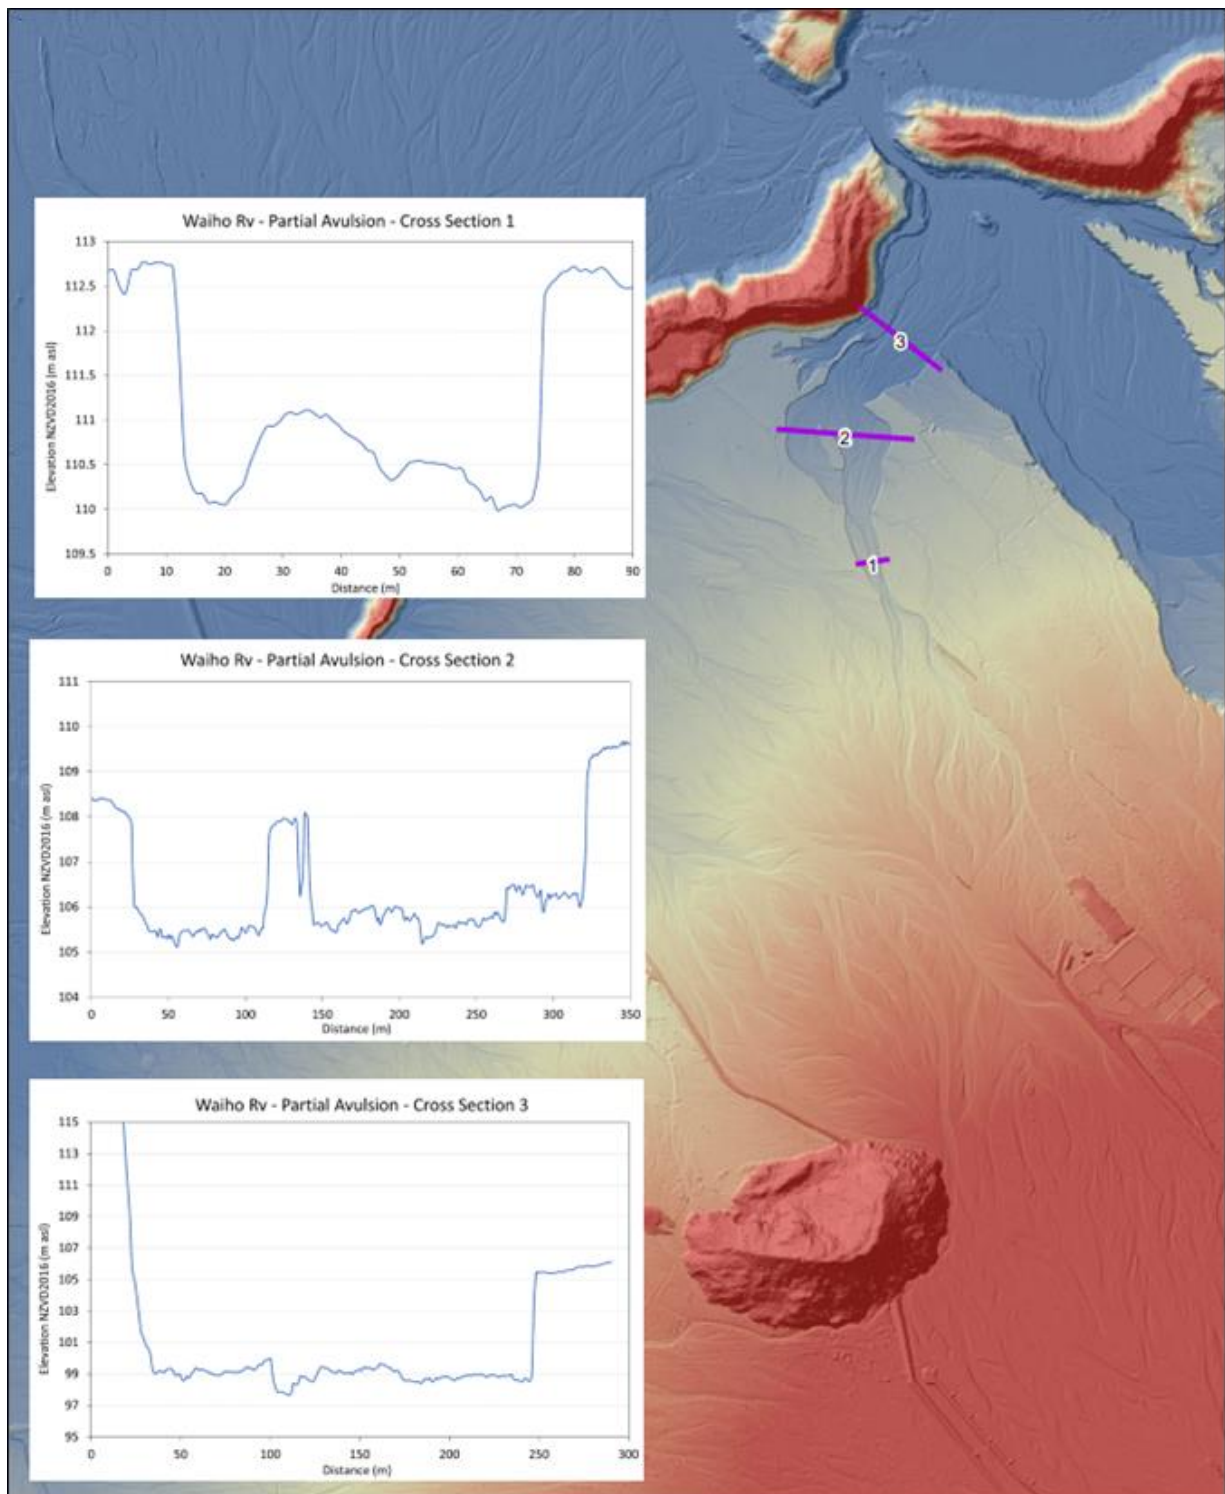 Waiho Rv - Partial Avulsion - Cross Section 1
Elevation NZVD2016 (m asl)
113
112.5
112
111.5
111
110.5
110
109.5
0 10 20 30 40 50 60 70 80 90
Distance (m)
Waiho Rv - Partial Avulsion - Cross Section 2
Elevation NZVD2016 (m asl)
111
110
109
108
107
106
105
104
0 50 100 150 200 250 300 350
Distance (m)
Waiho Rv - Partial Avulsion - Cross Section 3
Elevation NZVD2016 (m asl)
115
113
111
109
107
105
103
101
99
97
95
0 50 100 150 200 250 300
Distance (m)
3
2
1